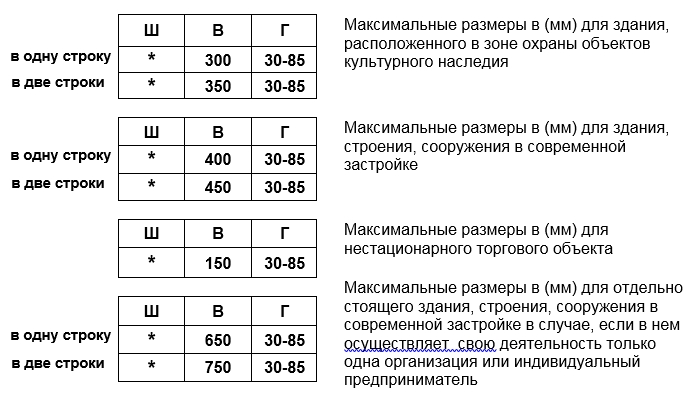 Ш В Г
в одну строку * 300 30-85
в две строки * 350 30-85
Максимальные размеры в (мм) для здания,
расположенного в зоне охраны объектов
культурного наследия
Ш В Г
в одну строку * 400 30-85
в две строки * 450 30-85
Максимальные размеры в (мм) для здания,
строения, сооружения в современной
застройке
Ш В Г
* 150 30-85
Максимальные размеры в (мм) для
нестационарного торгового объекта
Ш В Г
в одну строку * 650 30-85
в две строки * 750 30-85
Максимальные размеры в (мм) для отдельно
стоящего здания, строения, сооружения в
современной застройке в случае, если в нем
осуществляет свою деятельность только
одна организация или индивидуальный
предприниматель